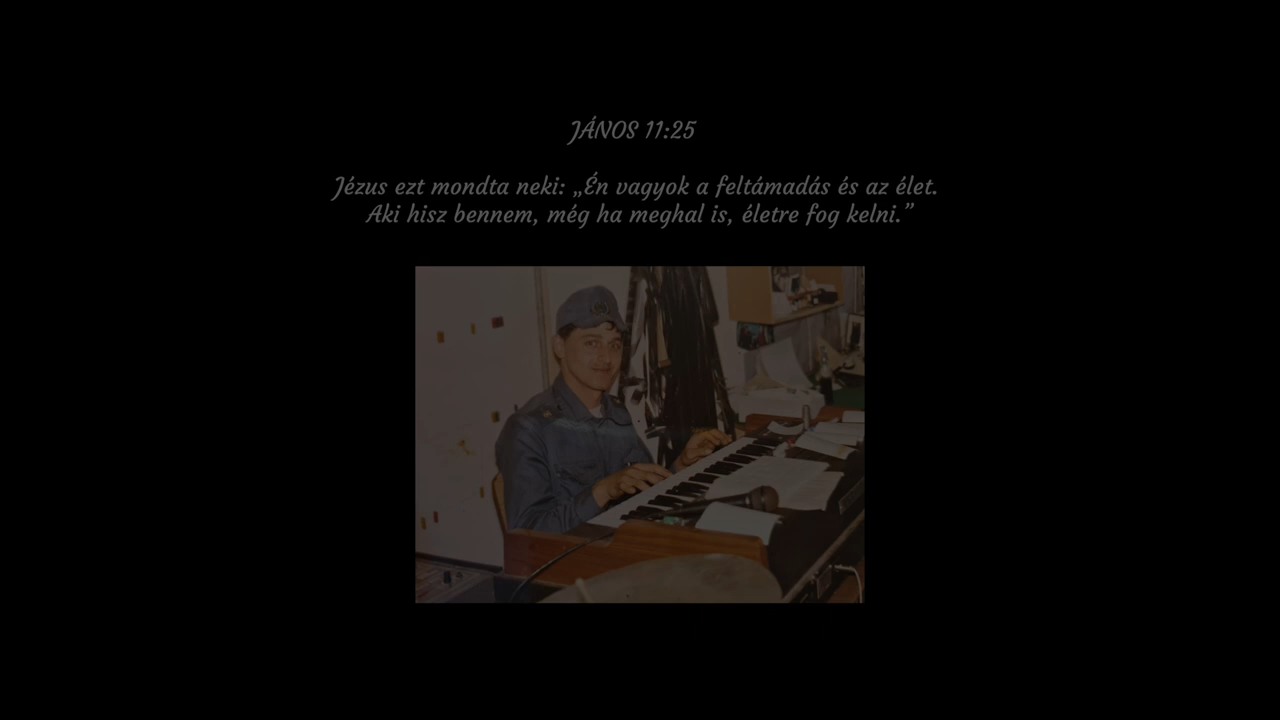 JÁNOS 11:25
Jézus ezt mondta neki: „Én vagyok a feltámadás és az élet.
Aki hisz bennem, még ha meghal is, életre fog kelni.”